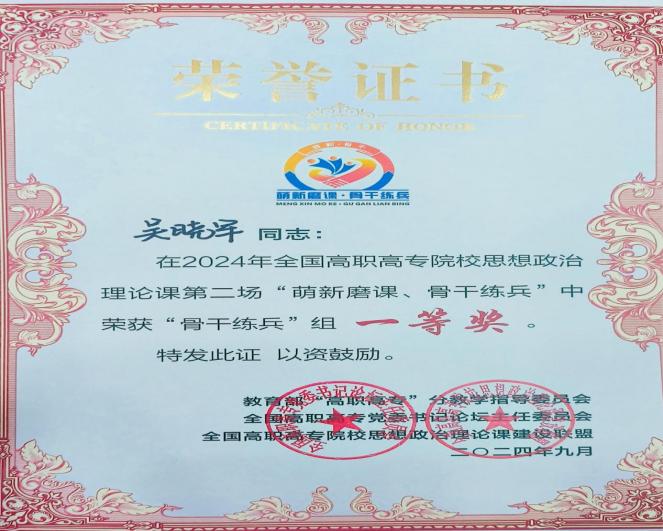 荣誉证书
CERTIFICATE OF HONOR
萌新磨课·骨干练兵
MENG XIN MO KE · GU GAN LIAN BING
吴晓军 同志：
在2024年全国高职高专院校思想政治
理论课第二场“萌新磨课、骨干练兵”中
荣获“骨干练兵”组 一等奖 。
特发此证 以资鼓励。
教育部“高职高专”分教学指导委员会
全国高职高专党委书记论坛主任委员会
全国高职高专院校思想政治理论课建设联盟
二〇二四年九月